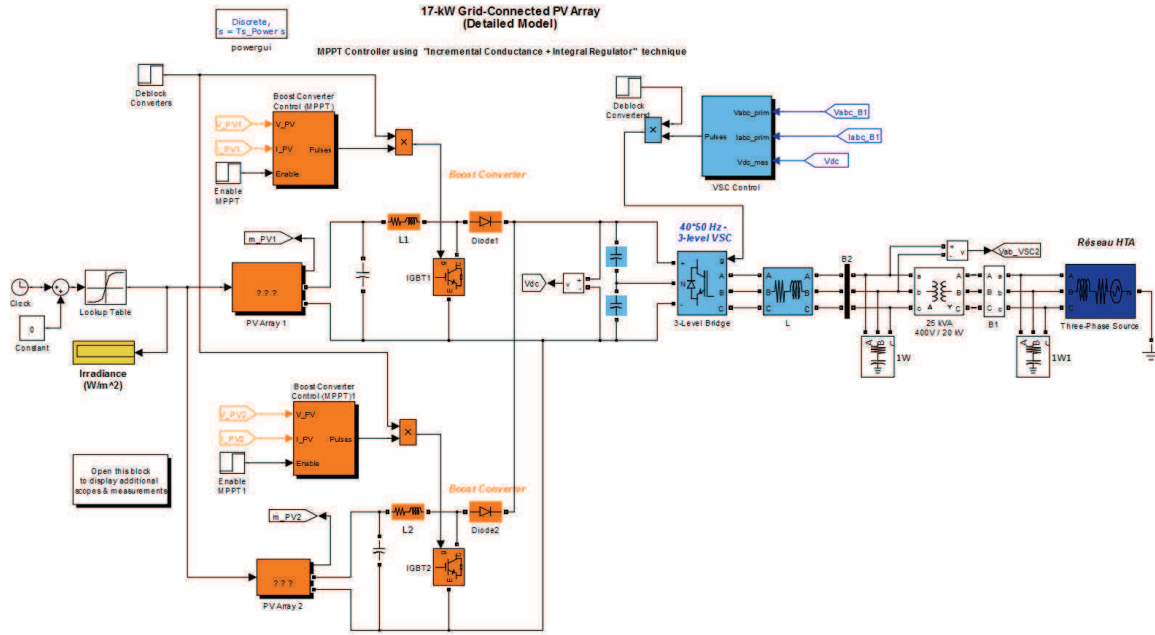 17-kW Grid-Connected PV Array
(Detailed Model)
Discrete,
Ts = Ts_Power s
powergui
MPPT Controller using "Incremental Conductance + Integral Regulator" technique
Deblock
Converters
Boost Converter
Control (MPPT)
V_PV1
I_PV1
V_PV
I_PV
Enable
Pulses
Enable
MPPT
×
Boost Converter
Deblock
Converters1
×
Pulses
Vabc_prim
Iabc_prim
Vdc_mes
VSC Control
Vabc_B1
Iabc_B1
Vdc
m_PV1
? ? ?
PV Array 1
L1
Diode1
g
C
E
IGBT1
Vdc
+
-
v
40*50 Hz -
3-level VSC
+
N
-
g
A
B
C
3-Level Bridge
A
B
C
A
B
C
L
B2
+
-
v
Vab_VSC2
a
b
c
A
B
C
A Y
25 kVA
400V / 20 kV
A
B
C
a
b
c
B1
Réseau HTA
A
B
C
N
Three-Phase Source
A
B
C
1W
A
B
C
1W1
Clock
+
+
Lookup Table
0
Constant
Irradiance
(W/m^2)
Boost Converter
Control (MPPT)1
V_PV2
I_PV2
V_PV
I_PV
Enable
Pulses
Enable
MPPT1
×
Boost Converter
Open this block
to display additional
scopes & measurements
m_PV2
? ? ?
PV Array 2
L2
Diode2
g
C
E
IGBT2